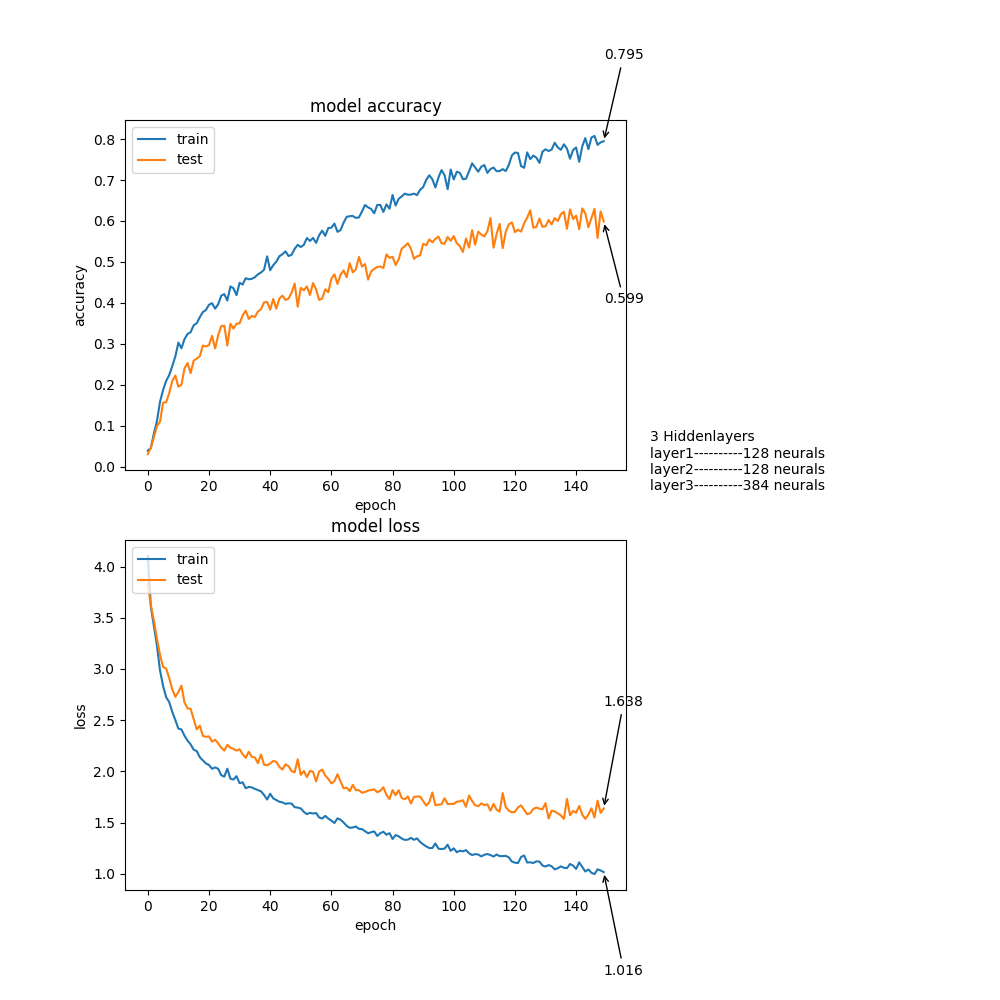 0.795
model accuracy
train
test
0.8
0.7
0.6
0.5
0.4
0.3
0.2
0.1
0.0
accuracy
0 20 40 60 80 100 120 140
epoch
0.599
3 Hiddenlayers
layer1----------128 neurals
layer2----------128 neurals
layer3----------384 neurals
model loss
train
test
4.0
3.5
3.0
2.5
2.0
1.5
1.0
loss
0 20 40 60 80 100 120 140
epoch
1.638
1.016